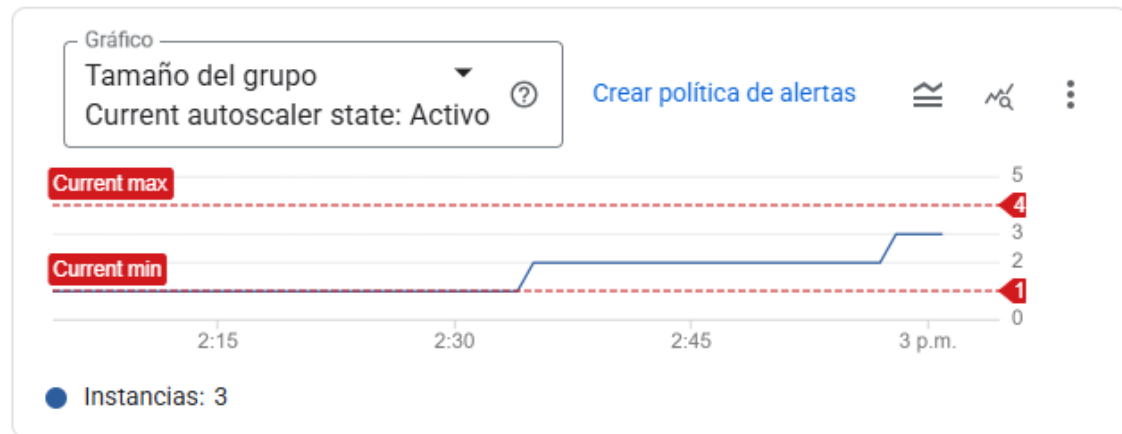 Gráfico
Tamaño del grupo
Current autoscaler state: Activo
Crear política de alertas
Current max
5
4
3
Current min
2
1
0
2:15
2:30
2:45
3 p.m.
Instancias: 3